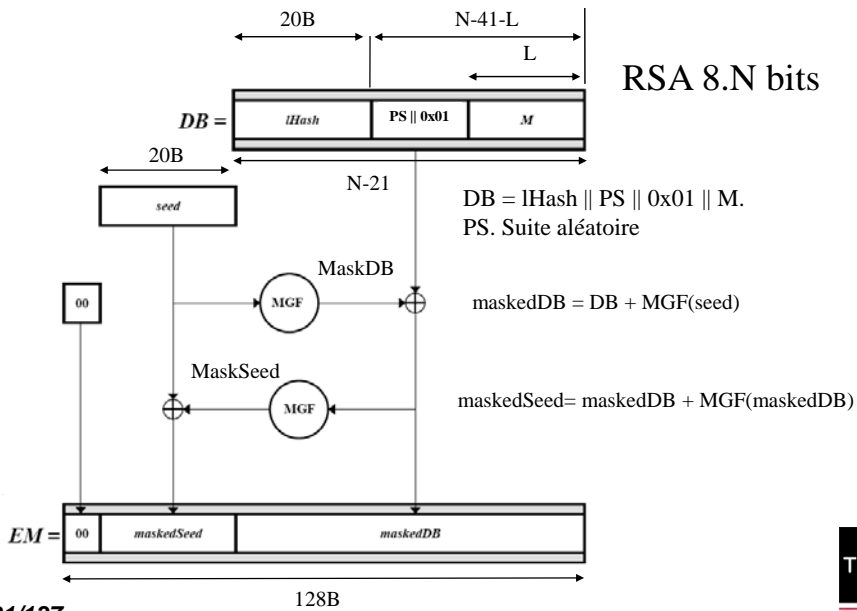 20B
N-41-L
L
RSA 8.N bits
DB =
lHash
PS || 0x01
M
20B
N-21
seed
DB = lHash || PS || 0x01 || M.
PS. Suite aléatoire
MaskDB
00
MGF
maskedDB = DB + MGF(seed)
MaskSeed
MGF
maskedSeed= maskedDB + MGF(maskedDB)
EM =
00
maskedSeed
maskedDB
128B